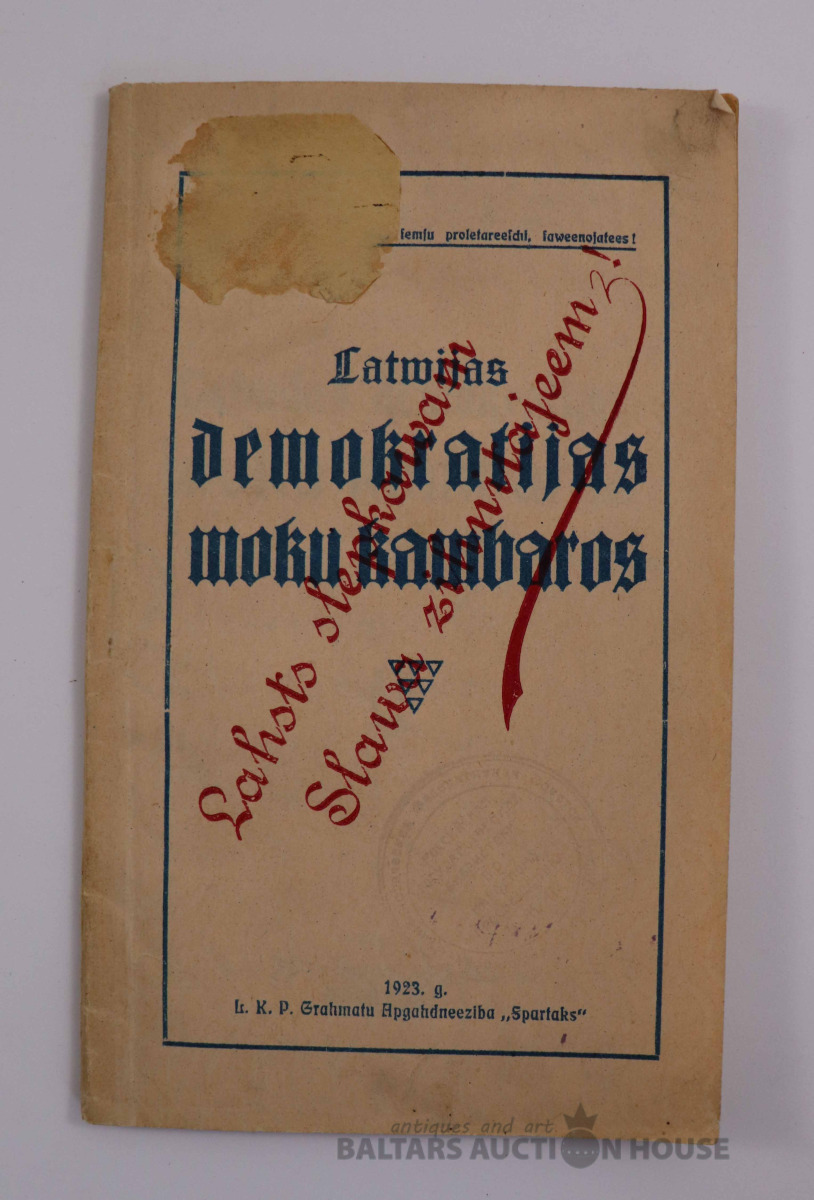 semju proletareeschi, saweenojatees!
Latwijas
demokratijas
moku kambaros
Lahsts slepkawam
Slawa zihnitajeem!
1923. g.
L. K. P. Grahmatu Apgahdneeziba „Spartaks“
antiques and art
BALTARS AUCTION HOUSE